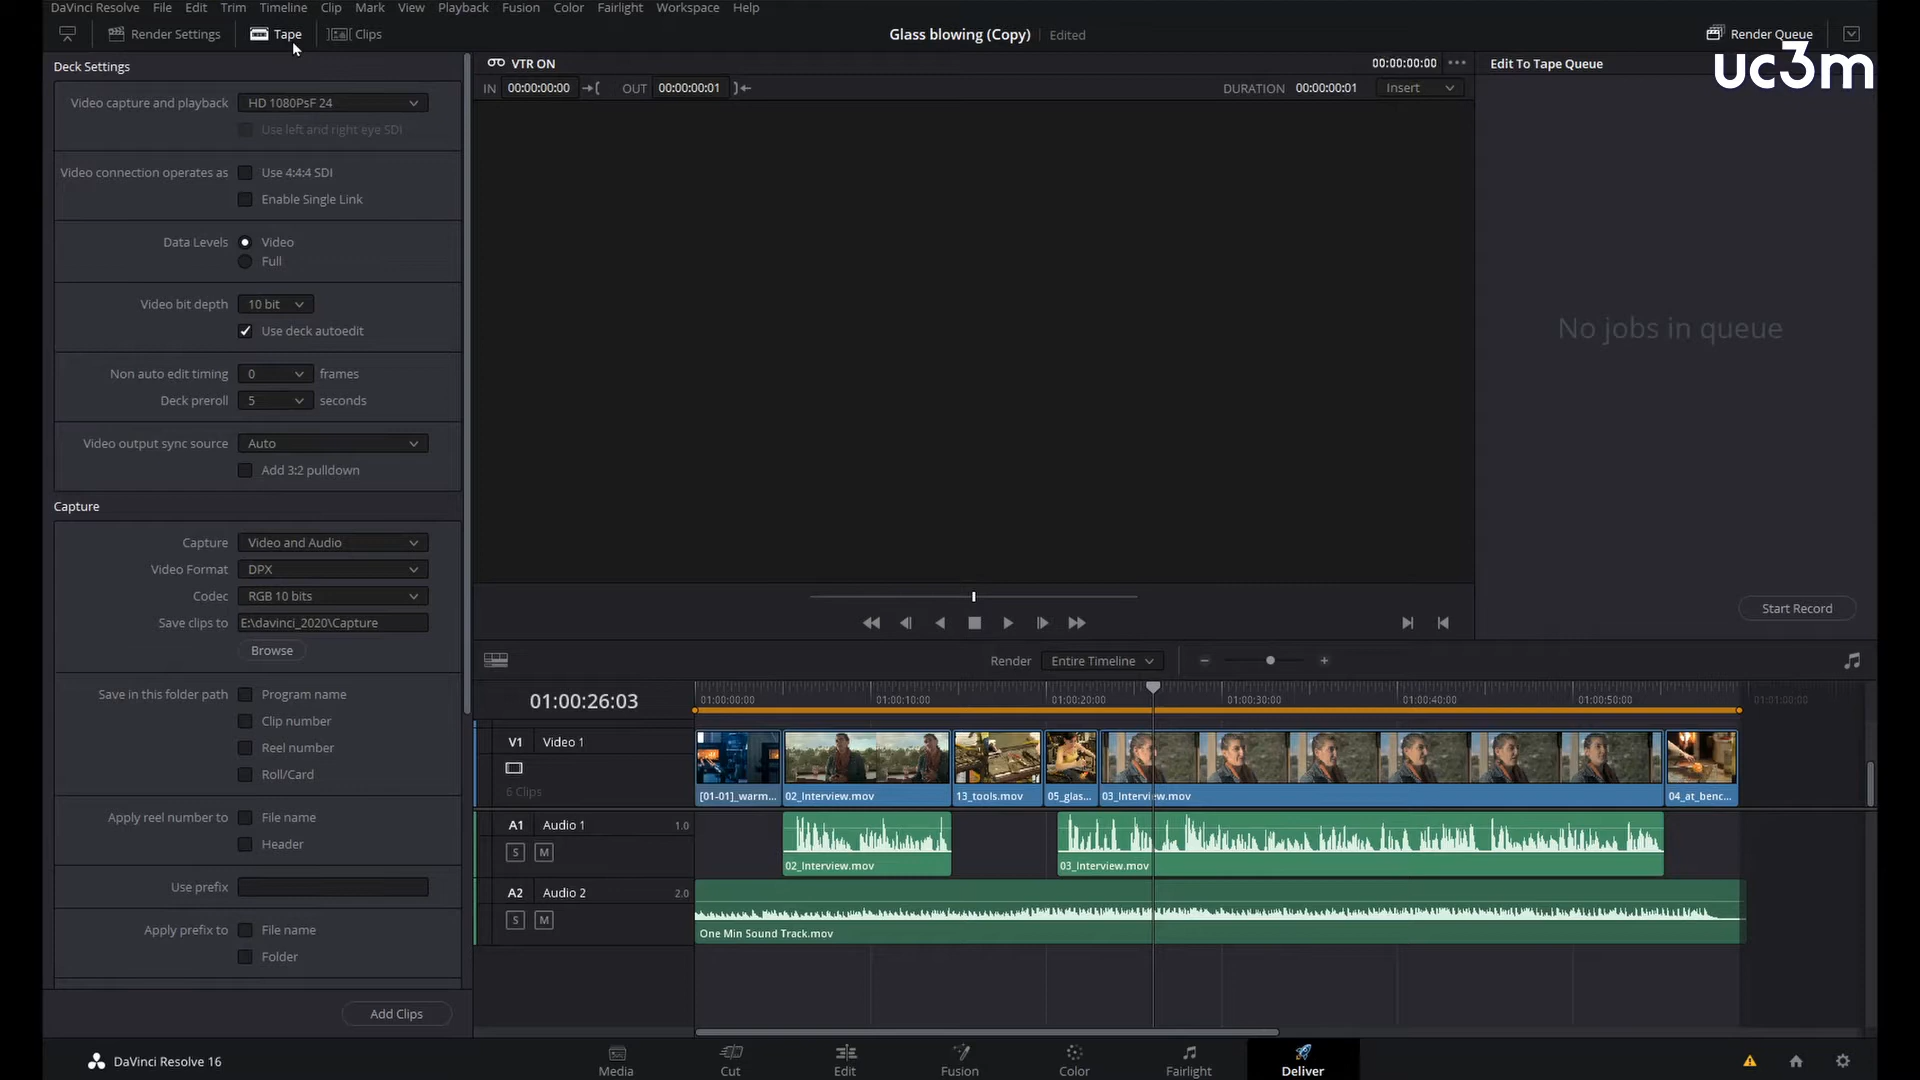 DaVinci Resolve File Edit Trim Timeline Clip Mark View Playback Fusion Color Fairlight Workspace Help
Render Settings Tape Clips Glass blowing (Copy) Edited Render Queue
uc3m
Deck Settings
Video capture and playback HD 1080PsF 24
Use left and right eye SDI
Video connection operates as Use 4:4:4 SDI
Enable Single Link
Data Levels Video
Full
Video bit depth 10 bit
Use deck autoedit
Non auto edit timing 0 frames
Deck preroll 5 seconds
Video output sync source Auto
Add 3:2 pulldown
Capture
Capture Video and Audio
Video Format DPX
Codec RGB 10 bits
Save clips to E:\davinci_2020\Capture
Browse
Save in this folder path Program name
Clip number
Reel number
Roll/Card
Apply reel number to File name
Header
Use prefix
Apply prefix to File name
Folder
Add Clips
VTR ON 00:00:00:00
IN 00:00:00:00 OUT 00:00:00:01 DURATION 00:00:00:01 Insert
Edit To Tape Queue
No jobs in queue
Start Record
Render Entire Timeline
01:00:26:03 01:00:00:00 01:00:10:00 01:00:20:00 01:00:30:00 01:00:40:00 01:00:50:00 01:01:00:00
V1 Video 1
6 Clips
[01-01]_warm... 02_Interview.mov 13_tools.mov 05_glas... 03_Interview.mov 04_at_benc...
A1 Audio 1 1.0
S M
02_Interview.mov 03_Interview.mov
A2 Audio 2 2.0
S M
One Min Sound Track.mov
DaVinci Resolve 16
Media Cut Edit Fusion Color Fairlight Deliver